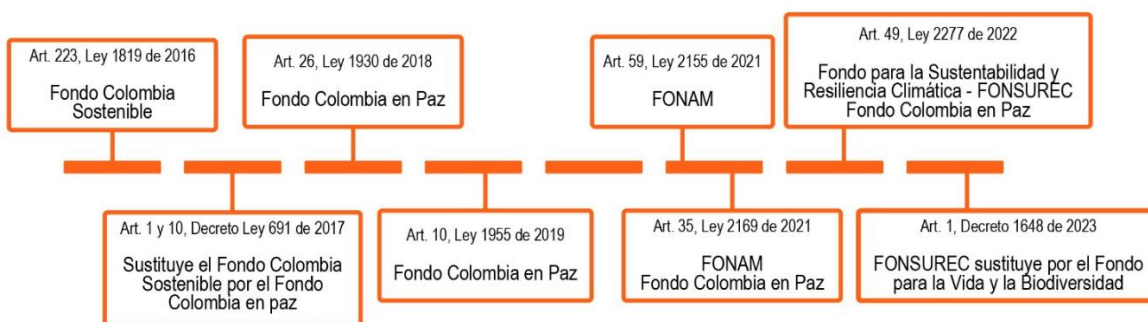 Art. 223, Ley 1819 de 2016
Fondo Colombia
Sostenible
Art. 1 y 10, Decreto Ley 691 de 2017
Sustituye el Fondo Colombia
Sostenible por el Fondo
Colombia en paz
Art. 26, Ley 1930 de 2018
Fondo Colombia en Paz
Art. 10, Ley 1955 de 2019
Fondo Colombia en Paz
Art. 59, Ley 2155 de 2021
FONAM
Art. 35, Ley 2169 de 2021
FONAM
Fondo Colombia en Paz
Art. 49, Ley 2277 de 2022
Fondo para la Sustentabilidad y
Resiliencia Climática - FONSUREC
Fondo Colombia en Paz
Art. 1, Decreto 1648 de 2023
FONSUREC sustituye por el Fondo
para la Vida y la Biodiversidad